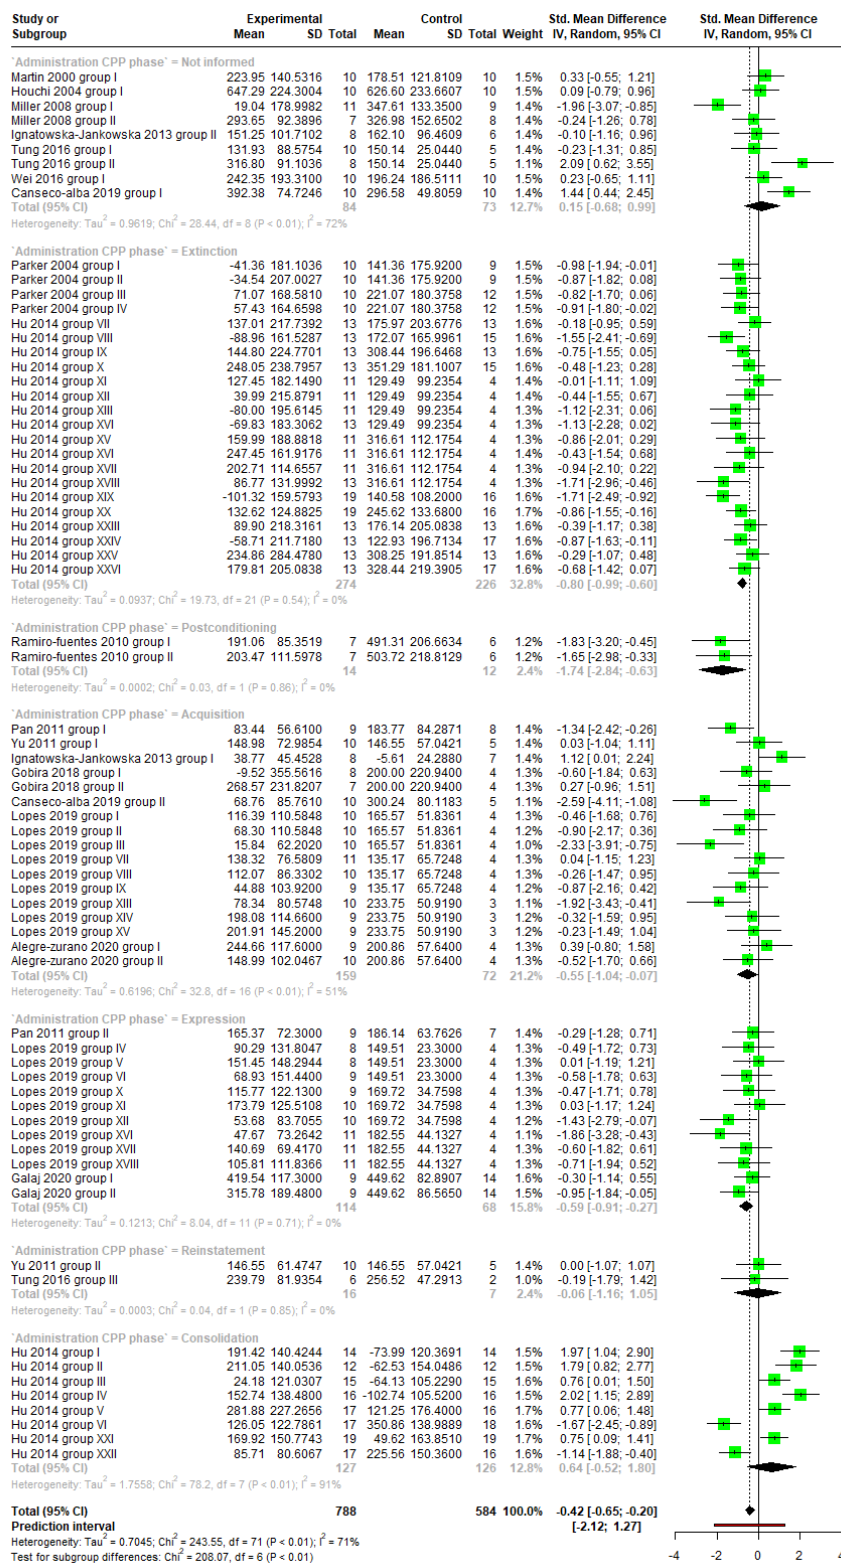 Study or Experimental Control Std. Mean Difference Std. Mean Difference
Subgroup Mean SD Total Mean SD Total Weight IV, Random, 95% CI IV, Random, 95% CI
`Administration CPP phase` = Not informed
Martin 2000 group I 223.95 140.5316 10 178.51 121.8109 10 1.5% 0.33 [-0.55; 1.21]
Houchi 2004 group I 647.29 224.3004 10 626.60 233.6607 10 1.5% 0.09 [-0.79; 0.96]
Miller 2008 group I 19.04 178.9982 11 347.61 133.3500 9 1.4% -1.96 [-3.07; -0.85]
Miller 2008 group II 293.65 92.3896 7 326.98 152.6502 8 1.4% -0.24 [-1.26; 0.78]
Ignatowska-Jankowska 2013 group II 151.25 101.7102 8 162.10 96.4609 6 1.4% -0.10 [-1.16; 0.96]
Tung 2016 group I 131.93 88.5754 10 150.14 25.0440 5 1.4% -0.23 [-1.31; 0.85]
Tung 2016 group II 316.80 91.1036 8 150.14 25.0440 5 1.1% 2.09 [ 0.62; 3.55]
Wei 2016 group I 242.35 193.3100 10 196.24 186.5111 10 1.5% 0.23 [-0.65; 1.11]
Canseco-alba 2019 group I 392.38 74.7246 10 296.58 49.8059 10 1.4% 1.44 [ 0.44; 2.45]
Total (95% CI) 84 73 12.7% 0.15 [-0.68; 0.99]
Heterogeneity: Tau² = 0.9619; Chi² = 28.44, df = 8 (P < 0.01); I² = 72%
`Administration CPP phase` = Extinction
Parker 2004 group I -41.36 181.1036 10 141.36 175.9200 9 1.5% -0.98 [-1.94; -0.01]
Parker 2004 group II -34.54 207.0027 10 141.36 175.9200 9 1.5% -0.87 [-1.82; 0.08]
Parker 2004 group III 71.07 168.5810 10 221.07 180.3758 12 1.5% -0.82 [-1.70; 0.06]
Parker 2004 group IV 57.43 164.6598 10 221.07 180.3758 12 1.5% -0.91 [-1.80; -0.02]
Hu 2014 group VII 137.01 217.7392 13 175.97 203.6776 13 1.5% -0.18 [-0.95; 0.59]
Hu 2014 group VIII -88.96 161.5287 13 172.07 165.9961 15 1.5% -1.55 [-2.41; -0.69]
Hu 2014 group IX 144.80 224.7701 13 308.44 196.6468 13 1.5% -0.75 [-1.55; 0.05]
Hu 2014 group X 248.05 238.7957 13 351.29 181.1007 15 1.5% -0.48 [-1.23; 0.28]
Hu 2014 group XI 127.45 182.1490 11 129.49 99.2354 4 1.4% -0.01 [-1.11; 1.09]
Hu 2014 group XII 39.99 215.8791 11 129.49 99.2354 4 1.4% -0.44 [-1.55; 0.67]
Hu 2014 group XIII -80.00 195.6145 11 129.49 99.2354 4 1.3% -1.12 [-2.31; 0.06]
Hu 2014 group XVI -69.83 183.3062 13 129.49 99.2354 4 1.3% -1.13 [-2.28; 0.02]
Hu 2014 group XV 159.99 188.8818 11 316.61 112.1754 4 1.3% -0.86 [-2.01; 0.29]
Hu 2014 group XVI 247.45 161.9176 11 316.61 112.1754 4 1.4% -0.43 [-1.54; 0.68]
Hu 2014 group XVII 202.71 114.6557 11 316.61 112.1754 4 1.3% -0.94 [-2.10; 0.22]
Hu 2014 group XVIII 86.77 131.9992 13 316.61 112.1754 4 1.3% -1.71 [-2.96; -0.46]
Hu 2014 group XIX -101.32 159.5793 19 140.58 108.2000 16 1.5% -1.71 [-2.49; -0.92]
Hu 2014 group XX 132.62 124.8825 19 245.62 133.6800 16 1.6% -0.86 [-1.55; -0.16]
Hu 2014 group XXIII 89.90 218.3161 13 176.14 205.0838 13 1.5% -0.39 [-1.17; 0.38]
Hu 2014 group XXIV -58.71 211.7180 13 122.93 196.7134 17 1.5% -0.87 [-1.63; -0.11]
Hu 2014 group XXV 234.86 284.4780 13 308.25 191.8514 13 1.5% -0.29 [-1.07; 0.48]
Hu 2014 group XXVI 179.81 205.0838 13 328.44 219.3905 17 1.5% -0.68 [-1.42; 0.07]
Total (95% CI) 274 226 32.8% -0.80 [-0.99; -0.60]
Heterogeneity: Tau² = 0.0937; Chi² = 19.73, df = 21 (P = 0.54); I² = 0%
`Administration CPP phase` = Postconditioning
Ramiro-fuentes 2010 group I 191.06 85.3519 7 491.31 206.6634 6 1.2% -1.83 [-3.20; -0.45]
Ramiro-fuentes 2010 group II 203.47 111.5978 7 503.72 218.8129 6 1.2% -1.65 [-2.98; -0.33]
Total (95% CI) 14 12 2.4% -1.74 [-2.84; -0.63]
Heterogeneity: Tau² = 0.0002; Chi² = 0.03, df = 1 (P = 0.86); I² = 0%
`Administration CPP phase` = Acquisition
Pan 2011 group I 83.44 56.6100 9 183.77 84.2871 8 1.4% -1.34 [-2.42; -0.26]
Yu 2011 group I 148.98 72.9854 10 146.55 57.0421 5 1.4% 0.03 [-1.04; 1.11]
Ignatowska-Jankowska 2013 group I 38.77 45.4528 8 -5.61 24.2880 7 1.4% 1.12 [ 0.01; 2.24]
Gobira 2018 group I -9.52 355.5616 8 200.00 220.9400 4 1.3% -0.60 [-1.84; 0.63]
Gobira 2018 group II 268.57 231.8207 7 200.00 220.9400 4 1.3% 0.27 [-0.96; 1.51]
Canseco-alba 2019 group II 68.76 85.7610 10 300.24 80.1183 5 1.1% -2.59 [-4.11; -1.08]
Lopes 2019 group I 116.39 110.5848 10 165.57 51.8361 4 1.3% -0.46 [-1.68; 0.76]
Lopes 2019 group II 68.30 110.5848 10 165.57 51.8361 4 1.3% -0.90 [-2.17; 0.36]
Lopes 2019 group III 15.84 62.2020 10 165.57 51.8361 4 1.0% -2.33 [-3.91; -0.75]
Lopes 2019 group VII 138.32 76.5809 11 135.17 65.7248 4 1.3% 0.04 [-1.15; 1.23]
Lopes 2019 group VIII 112.07 86.3302 10 135.17 65.7248 4 1.3% -0.26 [-1.47; 0.95]
Lopes 2019 group IX 44.88 103.9200 9 135.17 65.7248 4 1.2% -0.87 [-2.16; 0.42]
Lopes 2019 group XIII 78.34 80.5748 10 233.75 50.9190 3 1.1% -1.92 [-3.43; -0.41]
Lopes 2019 group XIV 198.08 114.6600 9 233.75 50.9190 3 1.2% -0.32 [-1.59; 0.95]
Lopes 2019 group XV 201.91 145.2000 9 233.75 50.9190 3 1.3% -0.23 [-1.49; 1.04]
Alegre-zurano 2020 group I 244.66 117.6000 9 200.86 57.6400 4 1.3% 0.39 [-0.80; 1.58]
Alegre-zurano 2020 group II 148.99 102.0467 10 200.86 57.6400 4 1.3% -0.52 [-1.70; 0.66]
Total (95% CI) 159 72 21.2% -0.55 [-1.04; -0.07]
Heterogeneity: Tau² = 0.6196; Chi² = 32.8, df = 16 (P < 0.01); I² = 51%
`Administration CPP phase` = Expression
Pan 2011 group II 165.37 72.3000 9 186.14 63.7626 7 1.4% -0.29 [-1.28; 0.71]
Lopes 2019 group IV 90.29 131.8047 8 149.51 23.3000 4 1.3% -0.49 [-1.72; 0.73]
Lopes 2019 group V 151.45 148.2944 8 149.51 23.3000 4 1.3% 0.01 [-1.19; 1.21]
Lopes 2019 group VI 68.93 151.4400 9 149.51 23.3000 4 1.3% -0.58 [-1.78; 0.63]
Lopes 2019 group X 115.77 122.1300 9 169.72 34.7598 4 1.3% -0.47 [-1.71; 0.78]
Lopes 2019 group XI 173.79 125.5108 10 169.72 34.7598 4 1.3% 0.03 [-1.17; 1.24]
Lopes 2019 group XII 53.68 83.7055 10 169.72 34.7598 4 1.2% -1.43 [-2.79; -0.07]
Lopes 2019 group XVI 47.67 73.2642 11 182.55 44.1327 4 1.2% -1.86 [-3.28; -0.43]
Lopes 2019 group XVII 140.69 69.4170 11 182.55 44.1327 4 1.3% -0.60 [-1.82; 0.61]
Lopes 2019 group XVIII 105.81 111.8366 11 182.55 44.1327 4 1.3% -0.71 [-1.94; 0.52]
Galaj 2020 group I 419.54 117.3000 9 449.62 82.8907 14 1.5% -0.30 [-1.14; 0.55]
Galaj 2020 group II 315.78 189.4800 9 449.62 86.5650 14 1.5% -0.95 [-1.84; -0.05]
Total (95% CI) 114 68 15.8% -0.59 [-0.91; -0.27]
Heterogeneity: Tau² = 0.1213; Chi² = 8.04, df = 11 (P = 0.71); I² = 0%
`Administration CPP phase` = Reinstatement
Yu 2011 group II 146.55 61.4747 10 146.55 57.0421 5 1.4% 0.00 [-1.07; 1.07]
Tung 2016 group III 239.79 81.9354 6 256.52 47.2913 2 1.0% -0.19 [-1.79; 1.42]
Total (95% CI) 16 7 2.4% -0.06 [-1.16; 1.05]
Heterogeneity: Tau² = 0.0003; Chi² = 0.04, df = 1 (P = 0.85); I² = 0%
`Administration CPP phase` = Consolidation
Hu 2014 group I 191.42 140.4244 14 -73.99 120.3691 14 1.5% 1.97 [ 1.04; 2.90]
Hu 2014 group II 211.05 140.0536 12 -62.53 154.0486 12 1.5% 1.79 [ 0.82; 2.77]
Hu 2014 group III 24.18 121.0307 15 -64.13 105.2290 15 1.5% 0.76 [ 0.01; 1.50]
Hu 2014 group IV 152.74 138.4800 16 -102.74 105.5200 16 1.5% 2.02 [ 1.15; 2.89]
Hu 2014 group V 281.88 227.2656 17 121.25 176.4000 16 1.6% 0.77 [ 0.06; 1.48]
Hu 2014 group VI 126.05 122.7861 17 350.86 138.9889 18 1.5% -1.67 [-2.45; -0.89]
Hu 2014 group XXI 169.92 150.7743 19 49.62 163.8510 19 1.6% 0.75 [ 0.09; 1.41]
Hu 2014 group XXII 85.71 80.6067 17 225.56 150.3600 16 1.5% -1.14 [-1.88; -0.40]
Total (95% CI) 127 126 12.8% 0.64 [-0.52; 1.80]
Heterogeneity: Tau² = 1.7558; Chi² = 78.2, df = 7 (P < 0.01); I² = 91%
Total (95% CI) 788 584 100.0% -0.42 [-0.65; -0.20]
Prediction interval [-2.12; 1.27]
Heterogeneity: Tau² = 0.7045; Chi² = 243.55, df = 71 (P < 0.01); I² = 71%
Test for subgroup differences: Chi² = 208.07, df = 6 (P < 0.01)
-4 -2 0 2 4